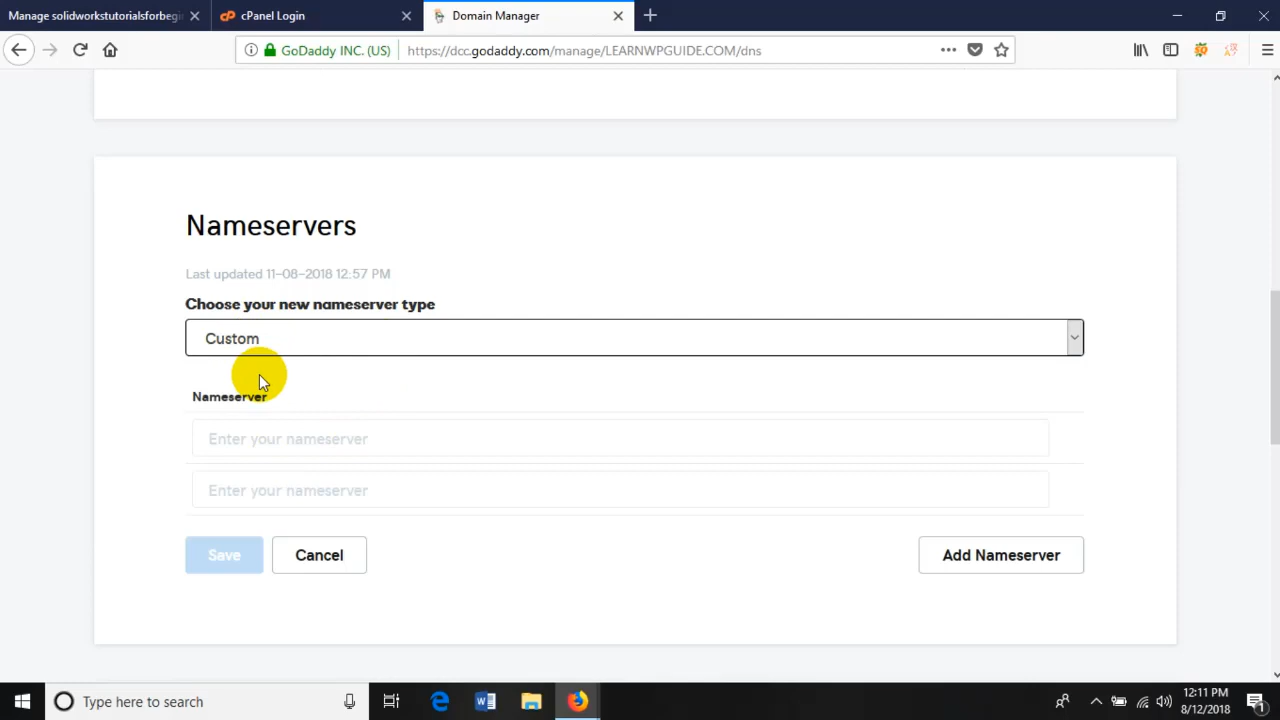 Manage solidworkstutorialsforbegin
cPanel Login
Domain Manager
GoDaddy INC. (US)
https://dcc.godaddy.com/manage/LEARNWPGUIDE.COM/dns
Nameservers
Last updated 11-08-2018 12:57 PM
Choose your new nameserver type
Custom
Nameserver
Enter your nameserver
Enter your nameserver
Save
Cancel
Add Nameserver
Type here to search
12:11 PM
8/12/2018
1